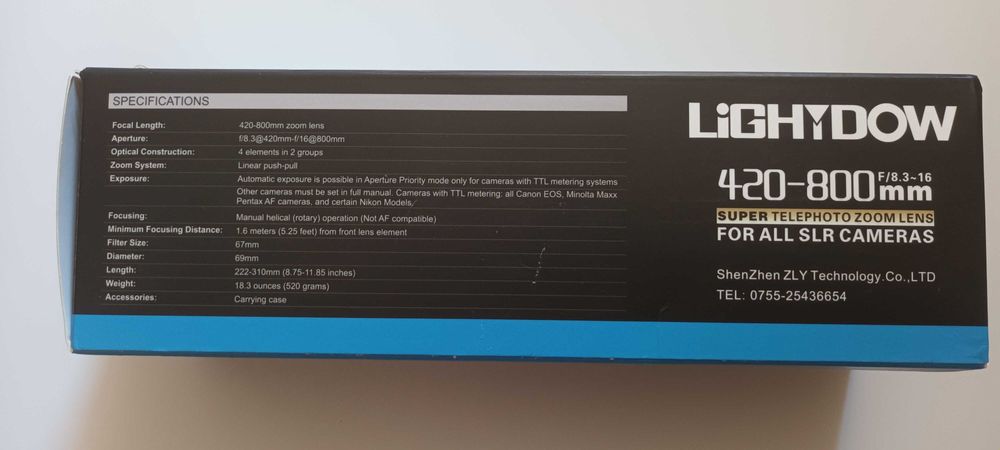 SPECIFICATIONS
Focal Length: 420-800mm zoom lens
Aperture: f/8.3@420mm-f/16@800mm
Optical Construction: 4 elements in 2 groups
Zoom System: Linear push-pull
Exposure: Automatic exposure is possible in Aperture Priority mode only for cameras with TTL metering systems
Other cameras must be set in full manual. Cameras with TTL metering: all Canon EOS, Minolta Maxx
Pentax AF cameras, and certain Nikon Models.
Focusing: Manual helical (rotary) operation (Not AF compatible)
Minimum Focusing Distance: 1.6 meters (5.25 feet) from front lens element
Filter Size: 67mm
Diameter: 69mm
Length: 222-310mm (8.75-11.85 inches)
Weight: 18.3 ounces (520 grams)
Accessories: Carrying case
LiGHTDOW
420-800mm F/8.3~16
SUPER TELEPHOTO ZOOM LENS
FOR ALL SLR CAMERAS
ShenZhen ZLY Technology.Co.,LTD
TEL: 0755-25436654